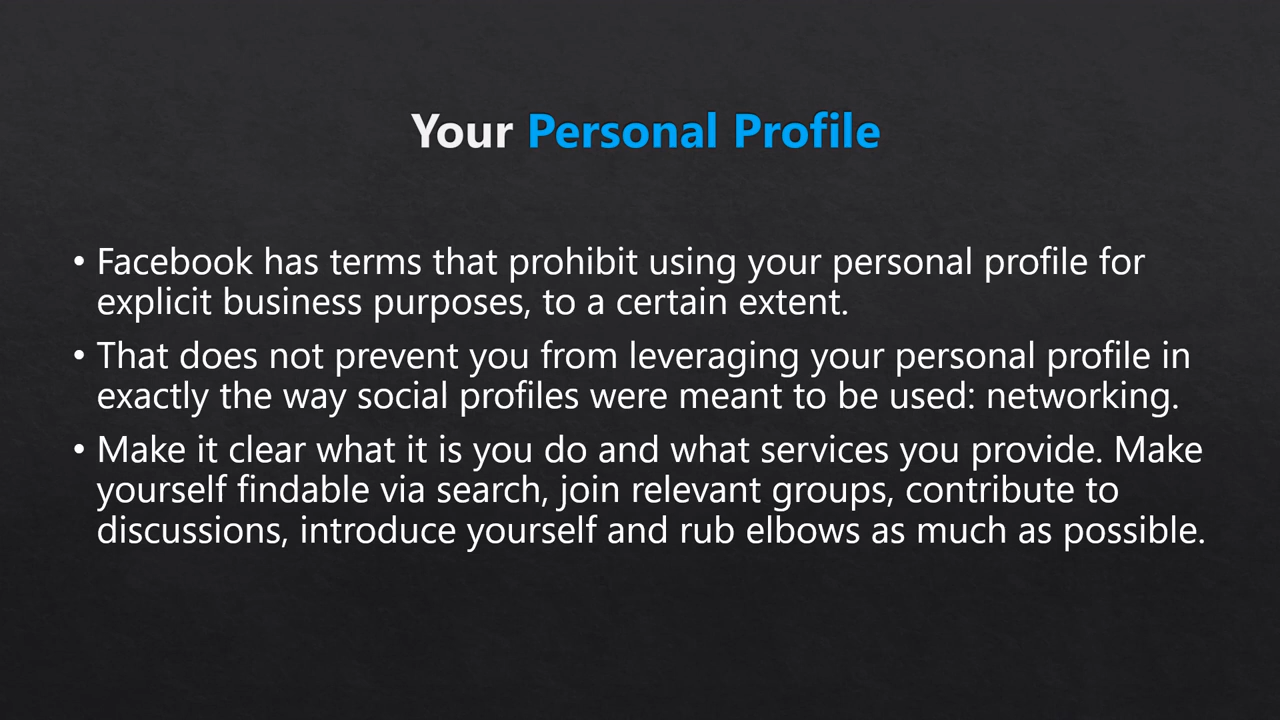 Your Personal Profile
• Facebook has terms that prohibit using your personal profile for
explicit business purposes, to a certain extent.
• That does not prevent you from leveraging your personal profile in
exactly the way social profiles were meant to be used: networking.
• Make it clear what it is you do and what services you provide. Make
yourself findable via search, join relevant groups, contribute to
discussions, introduce yourself and rub elbows as much as possible.